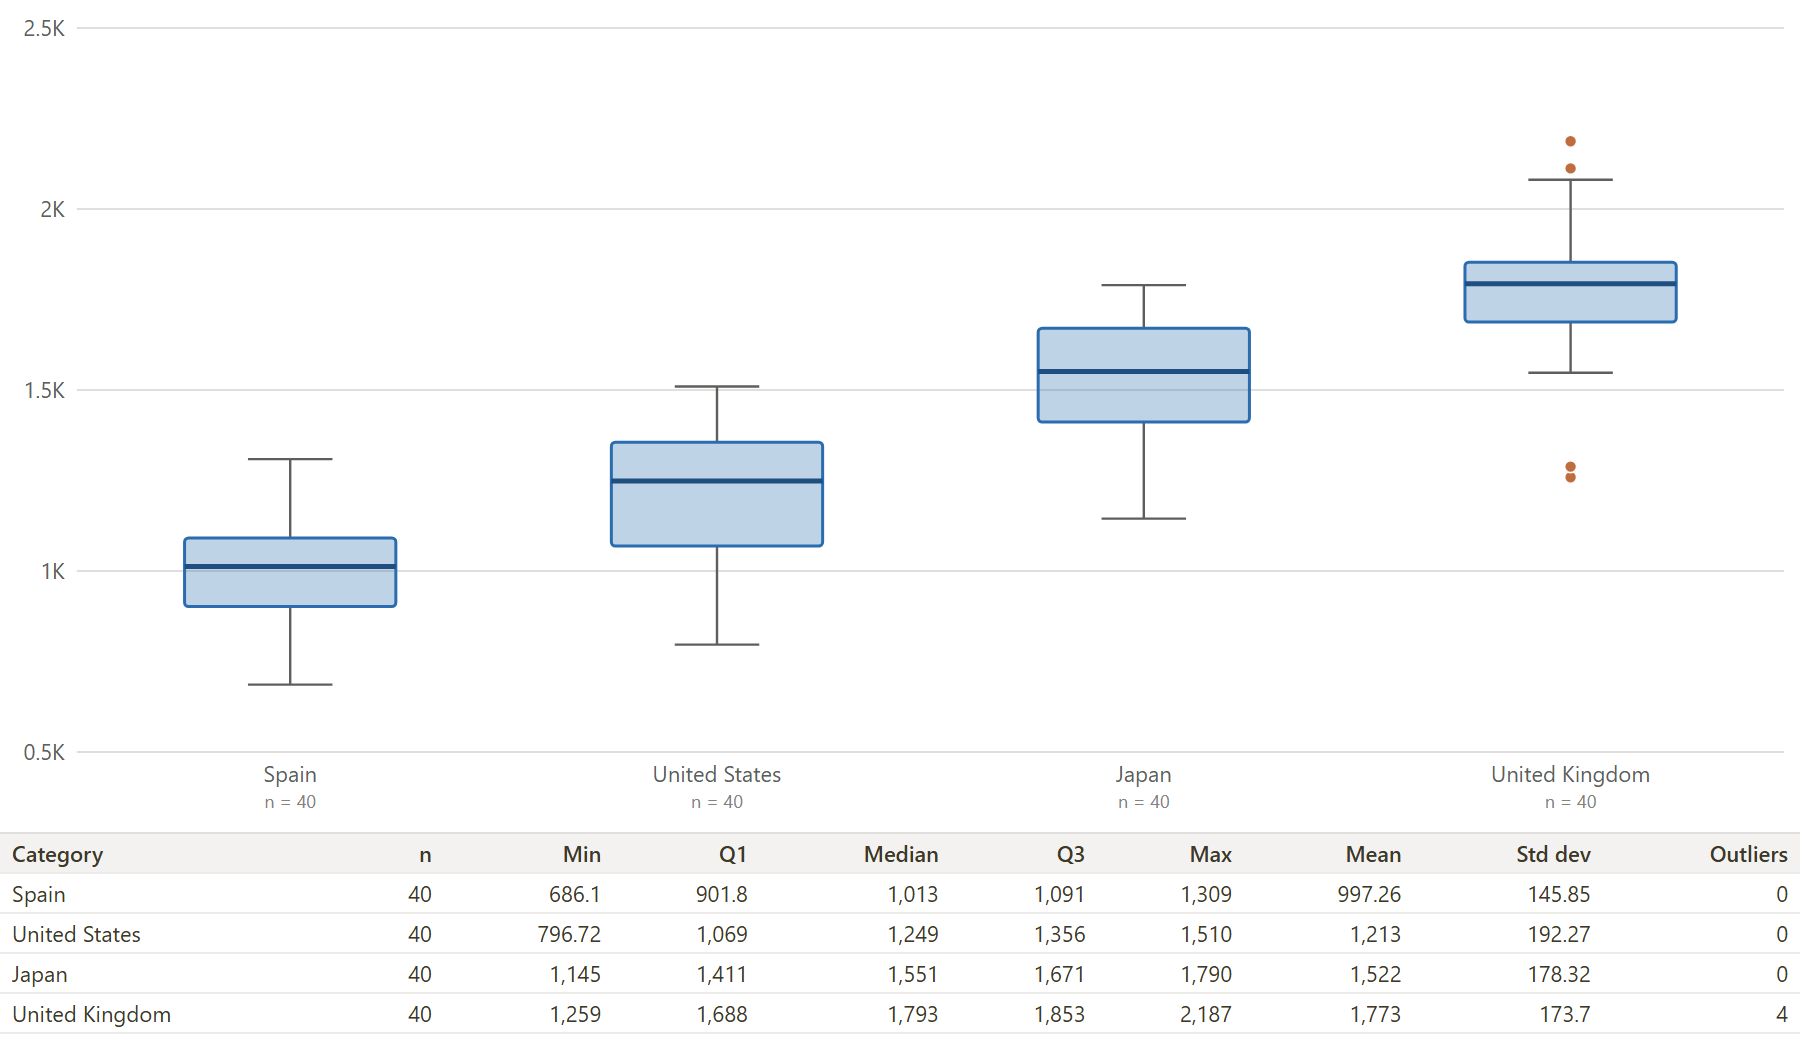 2.5K
2K
1.5K
1K
0.5K
Spain United States Japan United Kingdom
n = 40 n = 40 n = 40 n = 40
Category n Min Q1 Median Q3 Max Mean Std dev Outliers
Spain 40 686.1 901.8 1,013 1,091 1,309 997.26 145.85 0
United States 40 796.72 1,069 1,249 1,356 1,510 1,213 192.27 0
Japan 40 1,145 1,411 1,551 1,671 1,790 1,522 178.32 0
United Kingdom 40 1,259 1,688 1,793 1,853 2,187 1,773 173.7 4